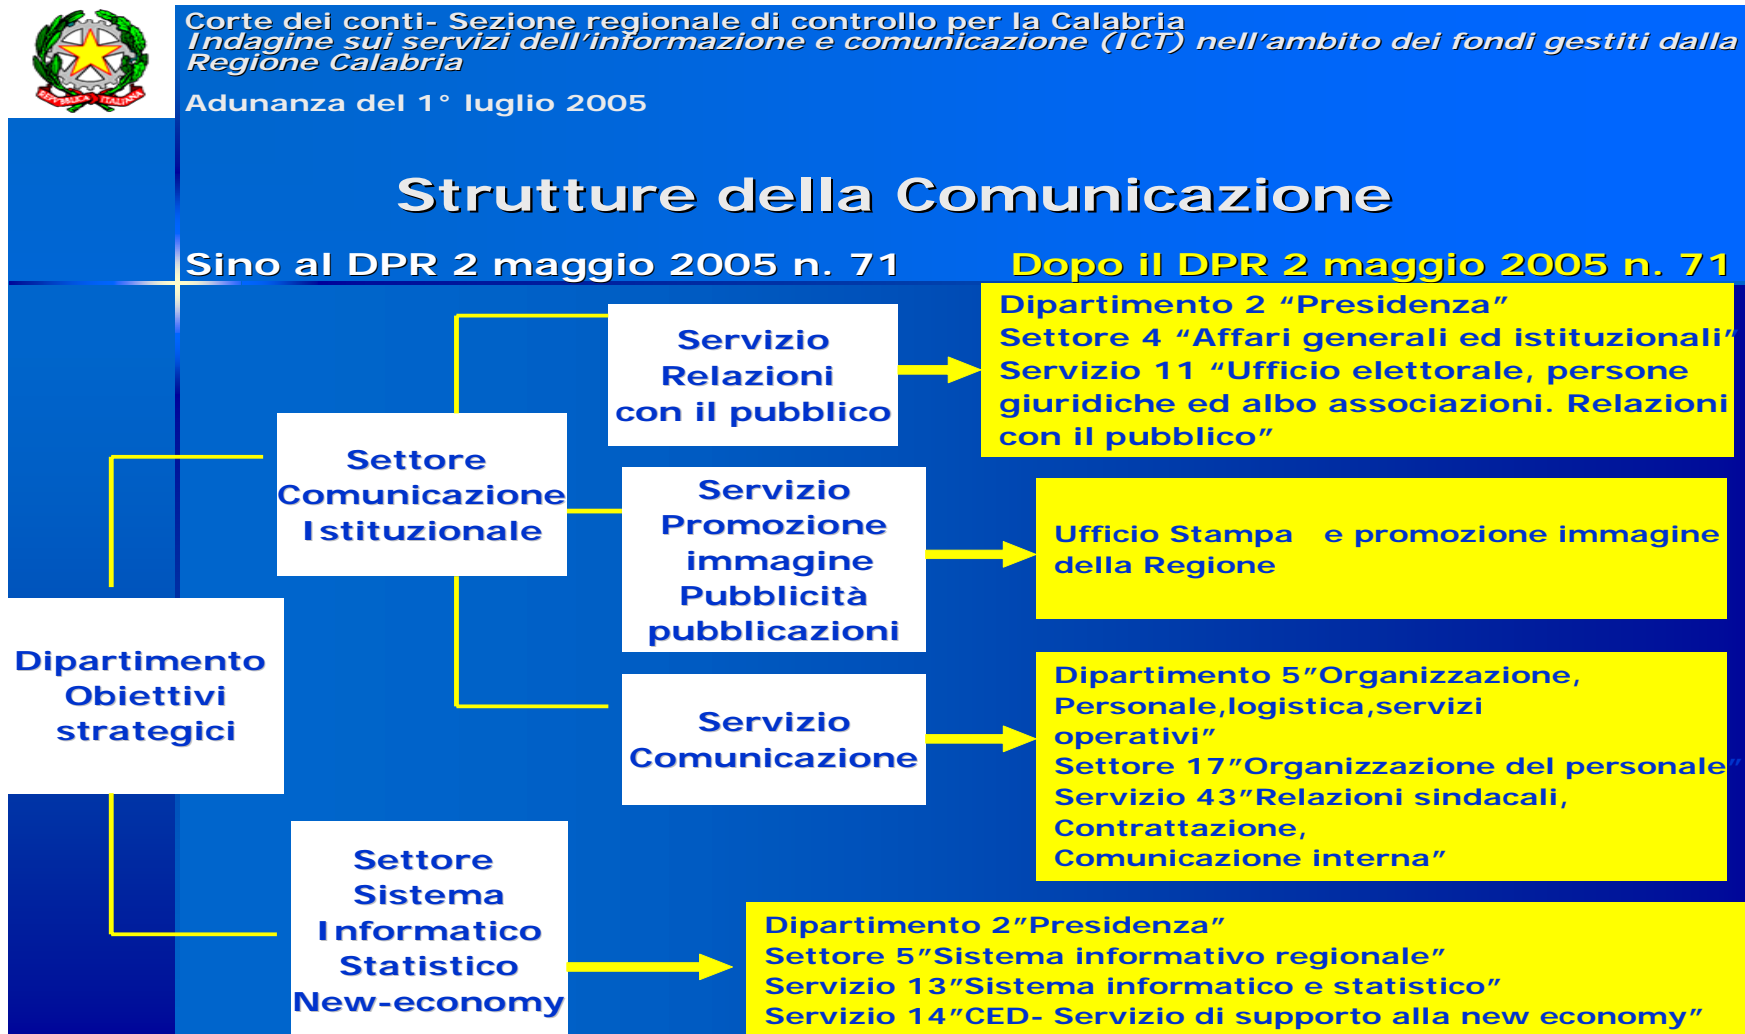 Corte dei conti- Sezione regionale di controllo per la Calabria
Indagine sui servizi dell'informazione e comunicazione (ICT) nell'ambito dei fondi gestiti dalla
Regione Calabria
Adunanza del 1° luglio 2005
REPVBBLICA ITALIANA
Strutture della Comunicazione
Sino al DPR 2 maggio 2005 n. 71
Dopo il DPR 2 maggio 2005 n. 71
Dipartimento
Obiettivi
strategici
Settore
Comunicazione
Istituzionale
Servizio
Relazioni
con il pubblico
Dipartimento 2 “Presidenza”
Settore 4 “Affari generali ed istituzionali”
Servizio 11 “Ufficio elettorale, persone
giuridiche ed albo associazioni. Relazioni
con il pubblico”
Servizio
Promozione
immagine
Pubblicità
pubblicazioni
Ufficio Stampa e promozione immagine
della Regione
Servizio
Comunicazione
Dipartimento 5”Organizzazione,
Personale,logistica,servizi
operativi”
Settore 17”Organizzazione del personale”
Servizio 43”Relazioni sindacali,
Contrattazione,
Comunicazione interna”
Settore
Sistema
Informatico
Statistico
New-economy
Dipartimento 2”Presidenza”
Settore 5”Sistema informativo regionale”
Servizio 13”Sistema informatico e statistico”
Servizio 14”CED- Servizio di supporto alla new economy”